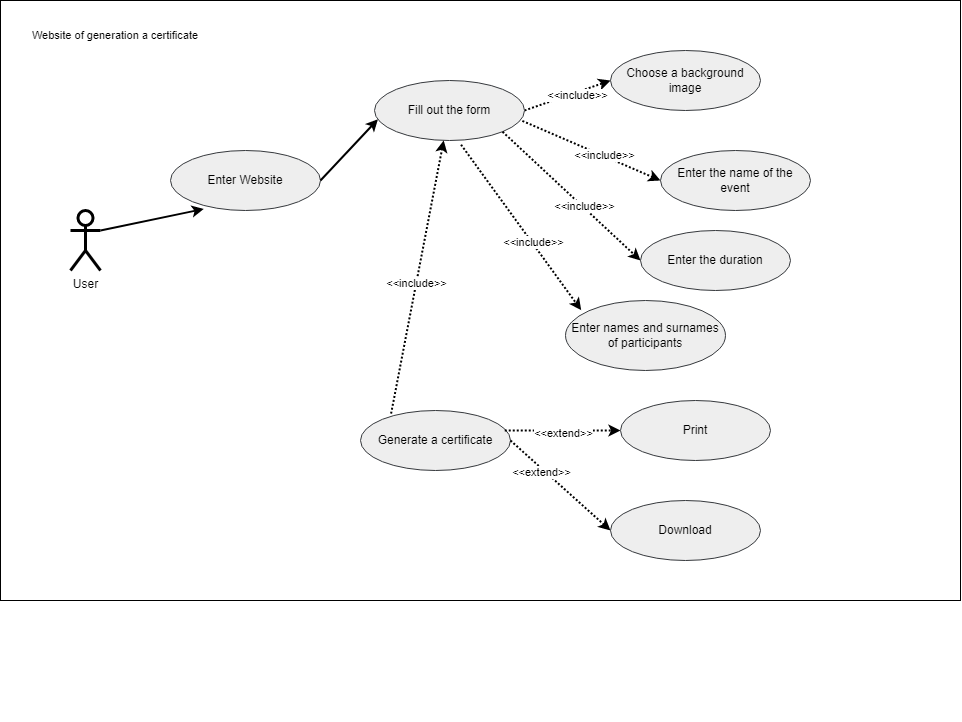 Website of generation a certificate
Choose a background
image
<<include>>
Fill out the form
<<include>>
Enter Website
Enter the name of the
event
<<include>>
<<include>>
Enter the duration
User
<<include>>
Enter names and surnames
of participants
Generate a certificate
<<extend>>
Print
<<extend>>
Download